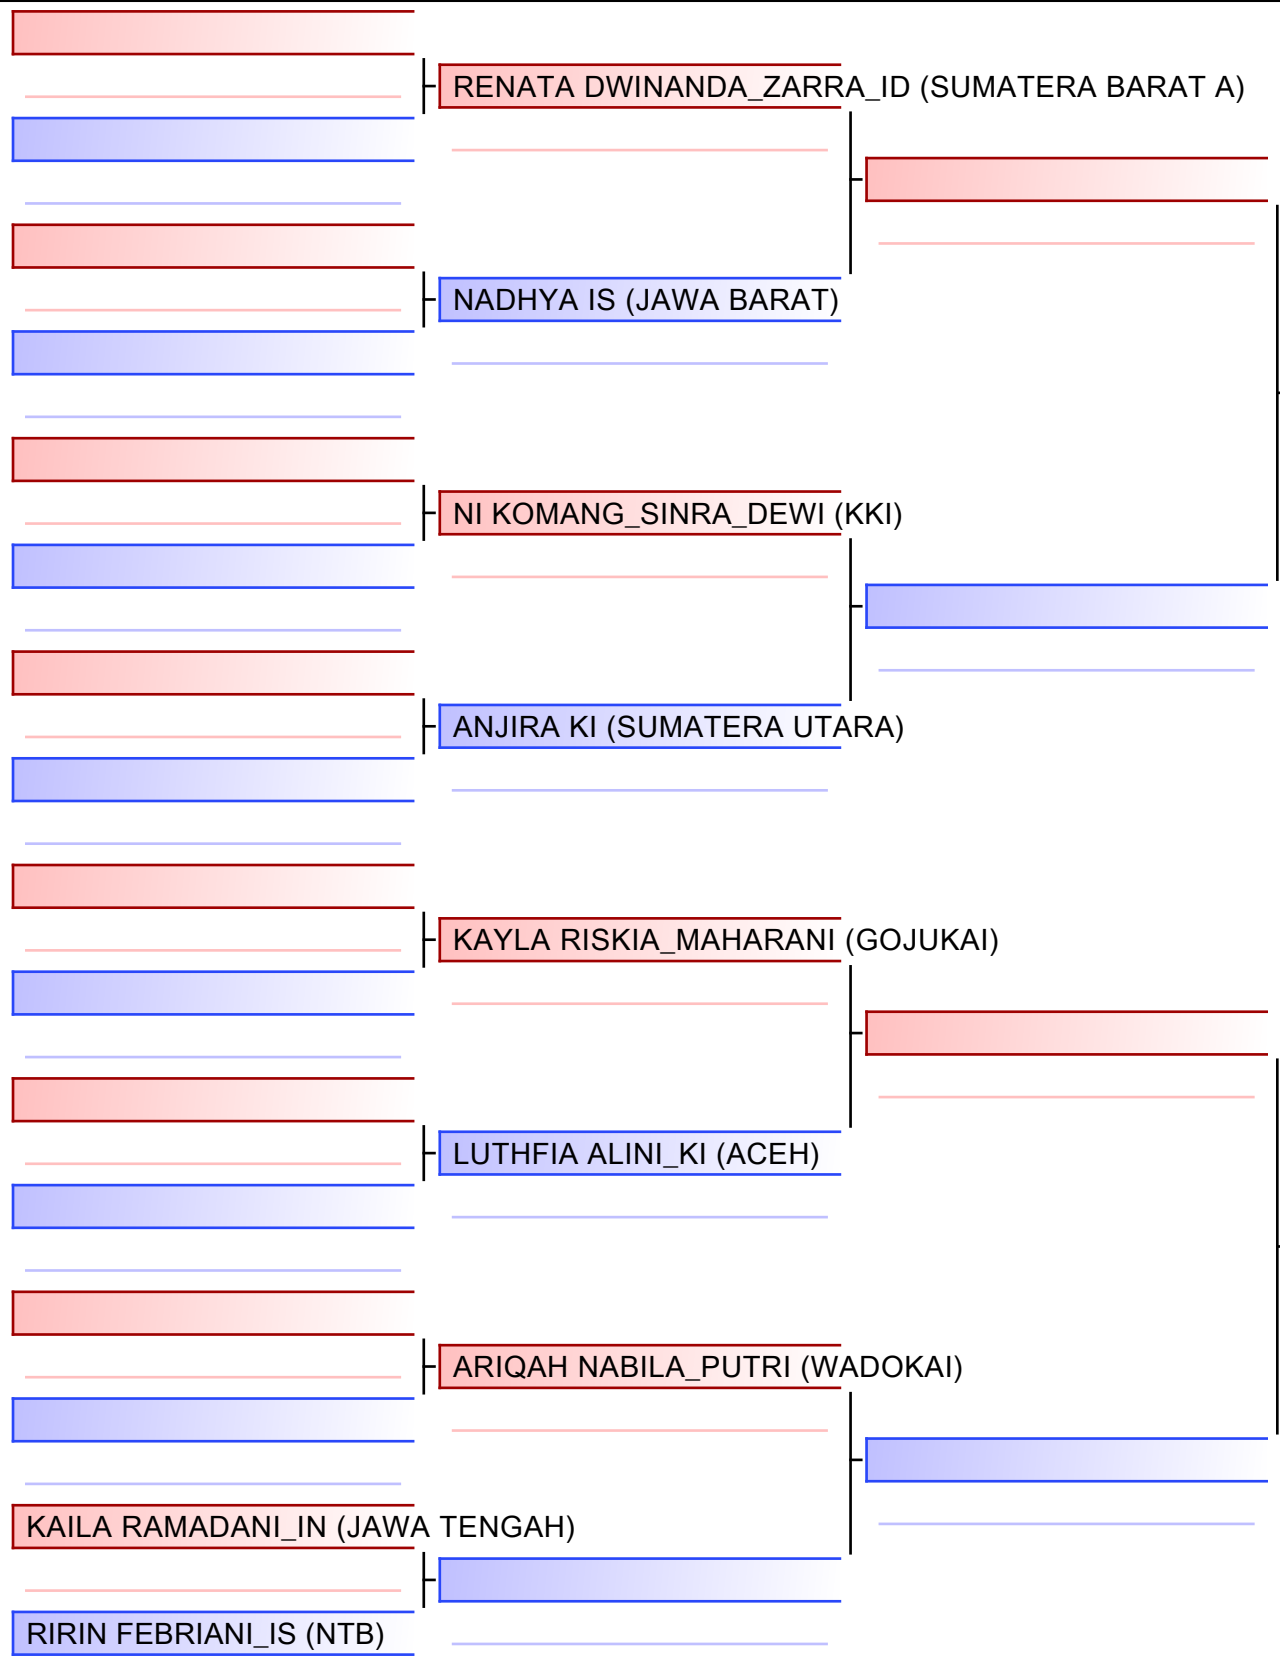 RENATA DWINANDA_ZARRA_ID (SUMATERA BARAT A)
NADHYA IS (JAWA BARAT)
NI KOMANG_SINRA_DEWI (KKI)
ANJIRA KI (SUMATERA UTARA)
KAYLA RISKIA_MAHARANI (GOJUKAI)
LUTHFIA ALINI_KI (ACEH)
ARIQAH NABILA_PUTRI (WADOKAI)
KAILA RAMADANI_IN (JAWA TENGAH)
RIRIN FEBRIANI_IS (NTB)